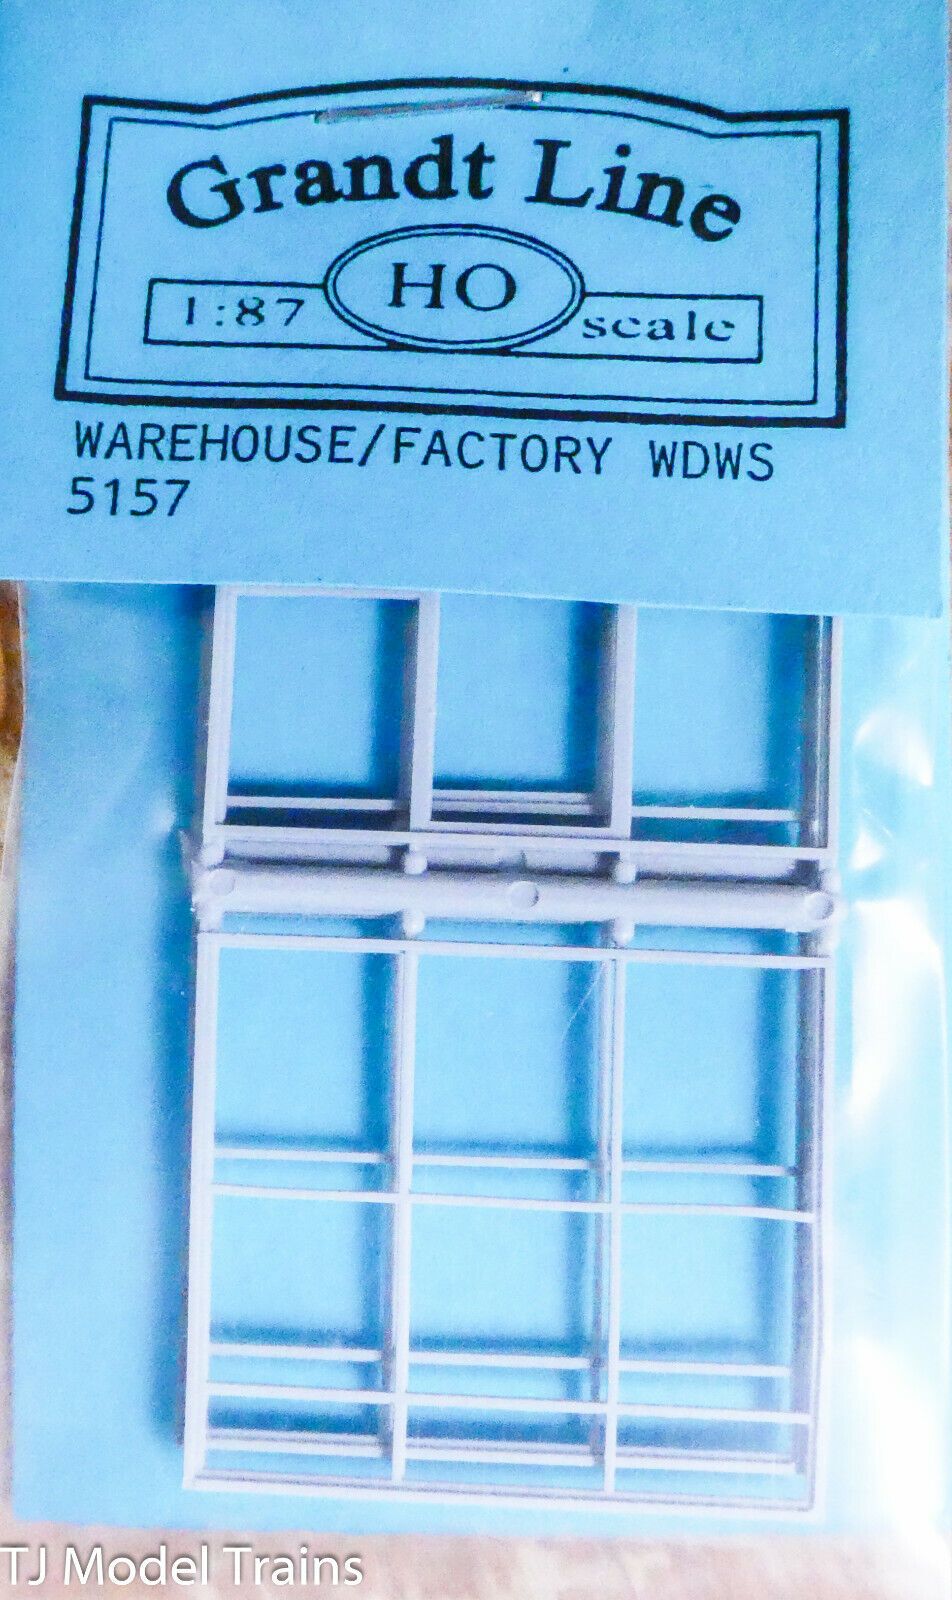 Grandt Line
HO
1:87
scale
WAREHOUSE/FACTORY WDWS
5157
TJ Model Trains